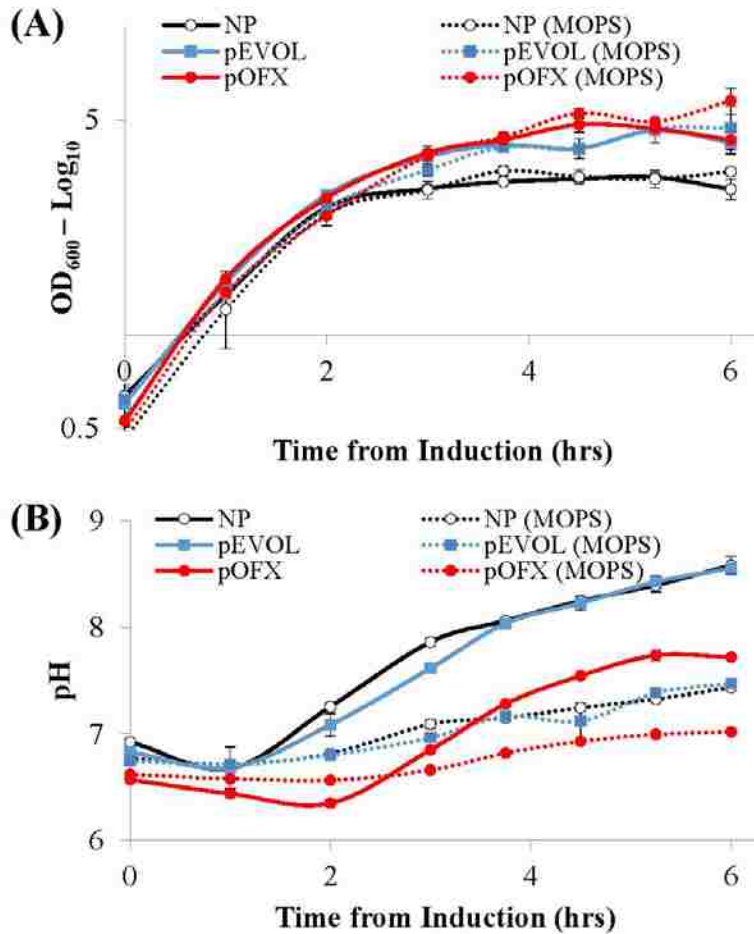 (A)
NP NP (MOPS)
pEVOL pEVOL (MOPS)
pOFX pOFX (MOPS)
5
OD600 – Log10
0 2 4 6
0.5
Time from Induction (hrs)
(B)
9
NP NP (MOPS)
pEVOL pEVOL (MOPS)
pOFX pOFX (MOPS)
8
pH
7
6
0 2 4 6
Time from Induction (hrs)